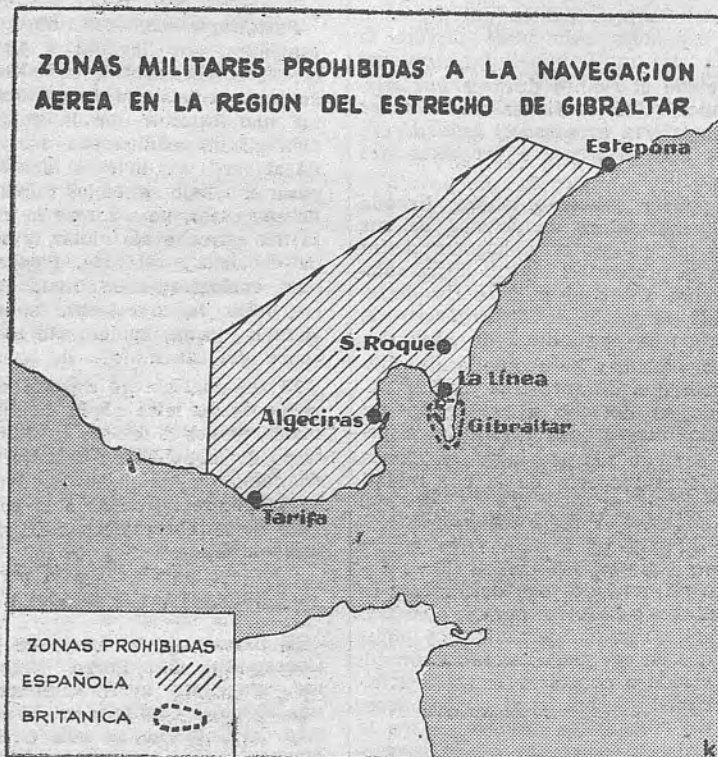 ZONAS MILITARES PROHIBIDAS A LA NAVEGACION
AEREA EN LA REGION DEL ESTRECHO DE GIBRALTAR
Estepona
S. Roque
La Línea
Algeciras
Gibraltar
Tarifa
ZONAS PROHIBIDAS
ESPAÑOLA
BRITANICA
k